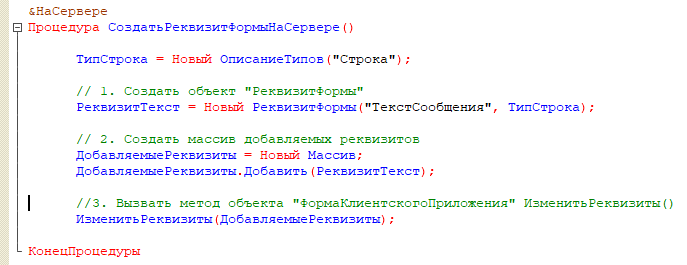 &НаСервере
Процедура СоздатьРеквизитФормыНаСервере()
ТипСтрока = Новый ОписаниеТипов("Строка");
// 1. Создать объект "РеквизитФормы"
РеквизитТекст = Новый РеквизитФормы("ТекстСообщения", ТипСтрока);
// 2. Создать массив добавляемых реквизитов
ДобавляемыеРеквизиты = Новый Массив;
ДобавляемыеРеквизиты.Добавить(РеквизитТекст);
//3. Вызвать метод объекта "ФормаКлиентскогоПриложения" ИзменитьРеквизиты()
ИзменитьРеквизиты(ДобавляемыеРеквизиты);
КонецПроцедуры